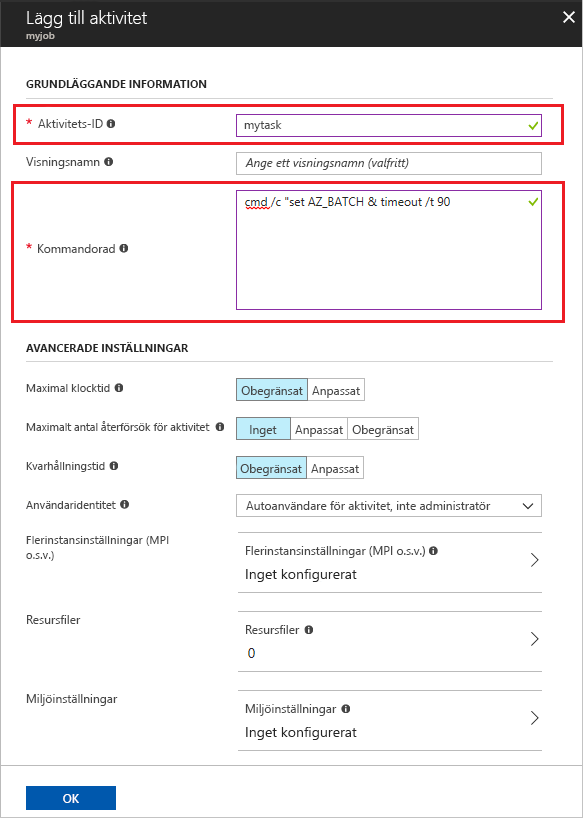 Lägg till aktivitet
myjob
GRUNDLÄGGANDE INFORMATION
* Aktivitets-ID
mytask
Visningsnamn
Ange ett visningsnamn (valfritt)
* Kommandorad
cmd /c "set AZ_BATCH & timeout /t 90
AVANCERADE INSTÄLLNINGAR
Maximal klocktid
Obegränsat Anpassat
Maximalt antal återförsök för aktivitet
Inget Anpassat Obegränsat
Kvarhållningstid
Obegränsat Anpassat
Användaridentitet
Autoanvändare för aktivitet, inte administratör
Flerinstansinställningar (MPI
o.s.v.)
Flerinstansinställningar (MPI o.s.v.)
Inget konfigurerat
Resursfiler
Resursfiler
0
Miljöinställningar
Miljöinställningar
Inget konfigurerat
OK